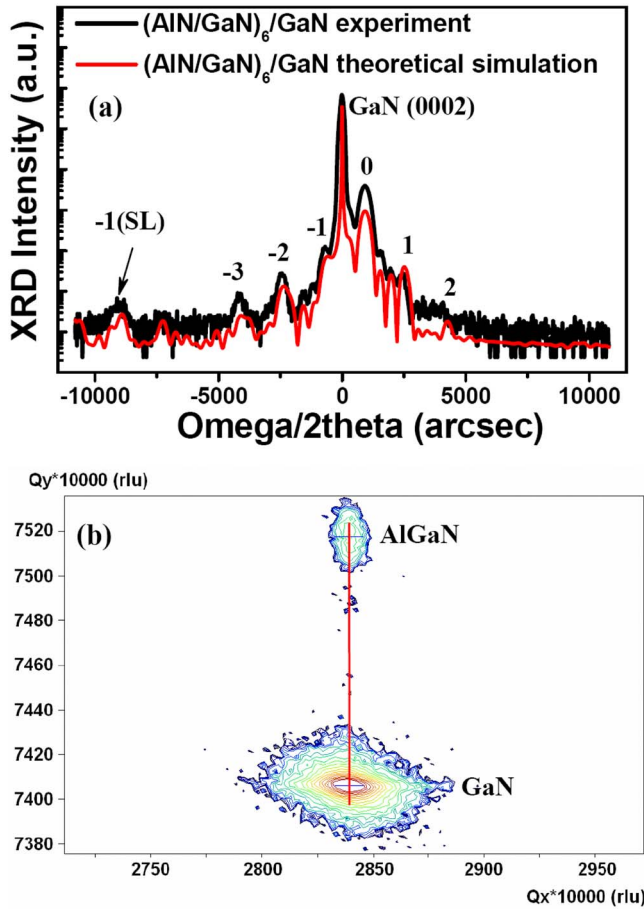 (AlN/GaN)6/GaN experiment
(AlN/GaN)6/GaN theoretical simulation
(a)
GaN (0002)
0
-1(SL)
-1
1
-2
-3
2
XRD Intensity (a.u.)
-10000 -5000 0 5000 10000
Omega/2theta (arcsec)
Qy*10000 (rlu)
(b)
AlGaN
GaN
7520
7500
7480
7460
7440
7420
7400
7380
2750 2800 2850 2900 2950
Qx*10000 (rlu)